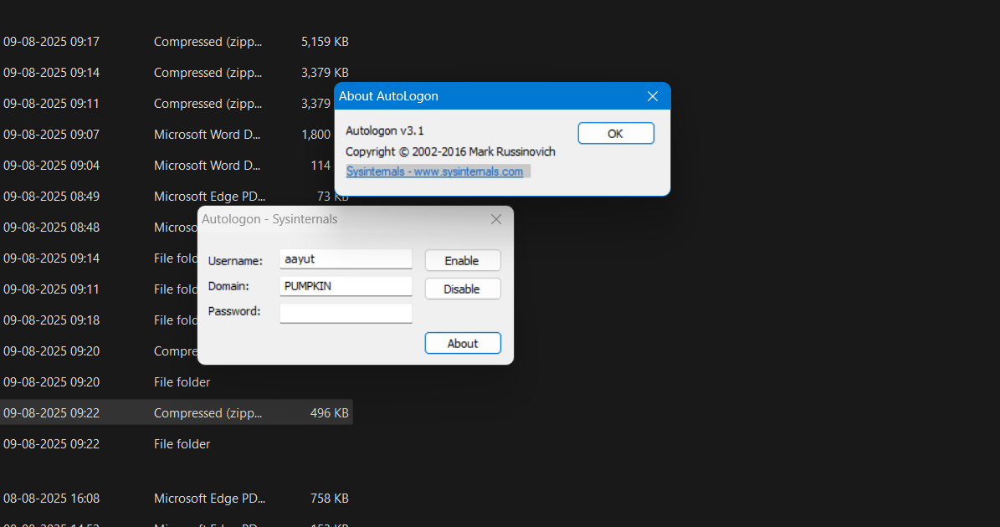 09-08-2025 09:17 Compressed (zipp... 5,159 KB
09-08-2025 09:14 Compressed (zipp... 3,379 KB
About AutoLogon
09-08-2025 09:11 Compressed (zipp... 3,379
Autologon v3.1 OK
09-08-2025 09:07 Microsoft Word D... 1,800
Copyright © 2002-2016 Mark Russinovich
09-08-2025 09:04 Microsoft Word D... 114
Sysinternals - www.sysinternals.com
09-08-2025 08:49 Microsoft Edge PD... 73 KB
Autologon - Sysinternals
09-08-2025 08:48 Microso
09-08-2025 09:14 File fold
Username: aayut Enable
09-08-2025 09:11 File fold
Domain: PUMPKIN Disable
Password:
09-08-2025 09:18 File fold
About
09-08-2025 09:20 Compre
09-08-2025 09:20 File folder
09-08-2025 09:22 Compressed (zipp... 496 KB
09-08-2025 09:22 File folder
08-08-2025 16:08 Microsoft Edge PD... 758 KB